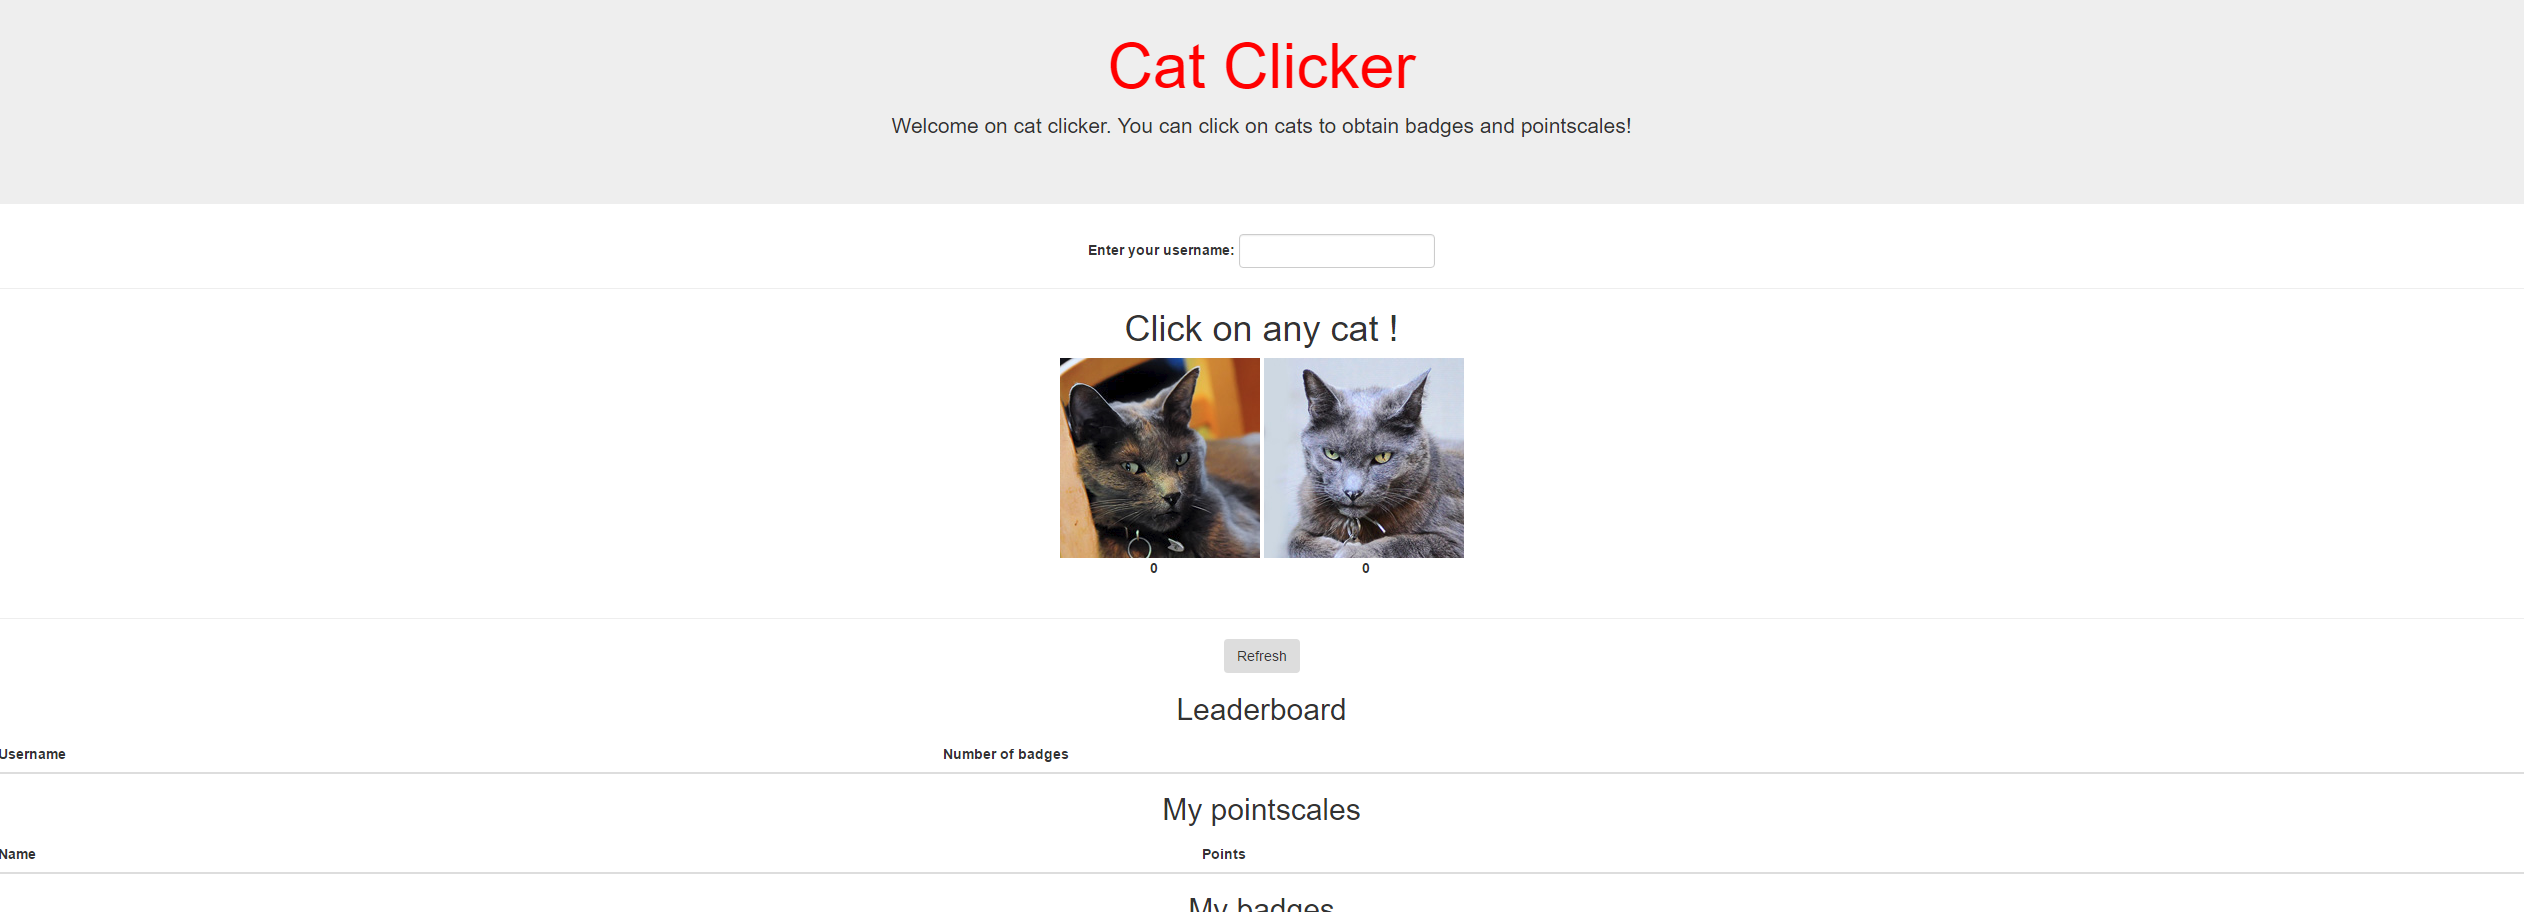 Cat Clicker
Welcome on cat clicker. You can click on cats to obtain badges and pointscales!
Enter your username:
Click on any cat !
0 0
Refresh
Leaderboard
Username Number of badges
My pointscales
Name Points
My badges